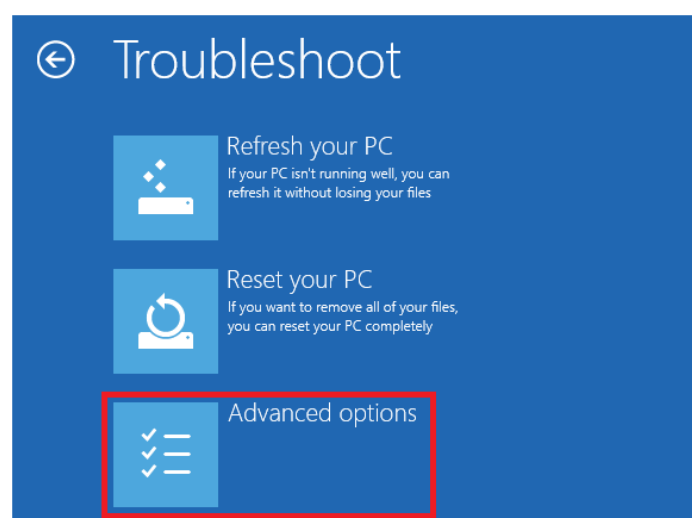 Troubleshoot
Refresh your PC
If your PC isn't running well, you can
refresh it without losing your files
Reset your PC
If you want to remove all of your files,
you can reset your PC completely
Advanced options